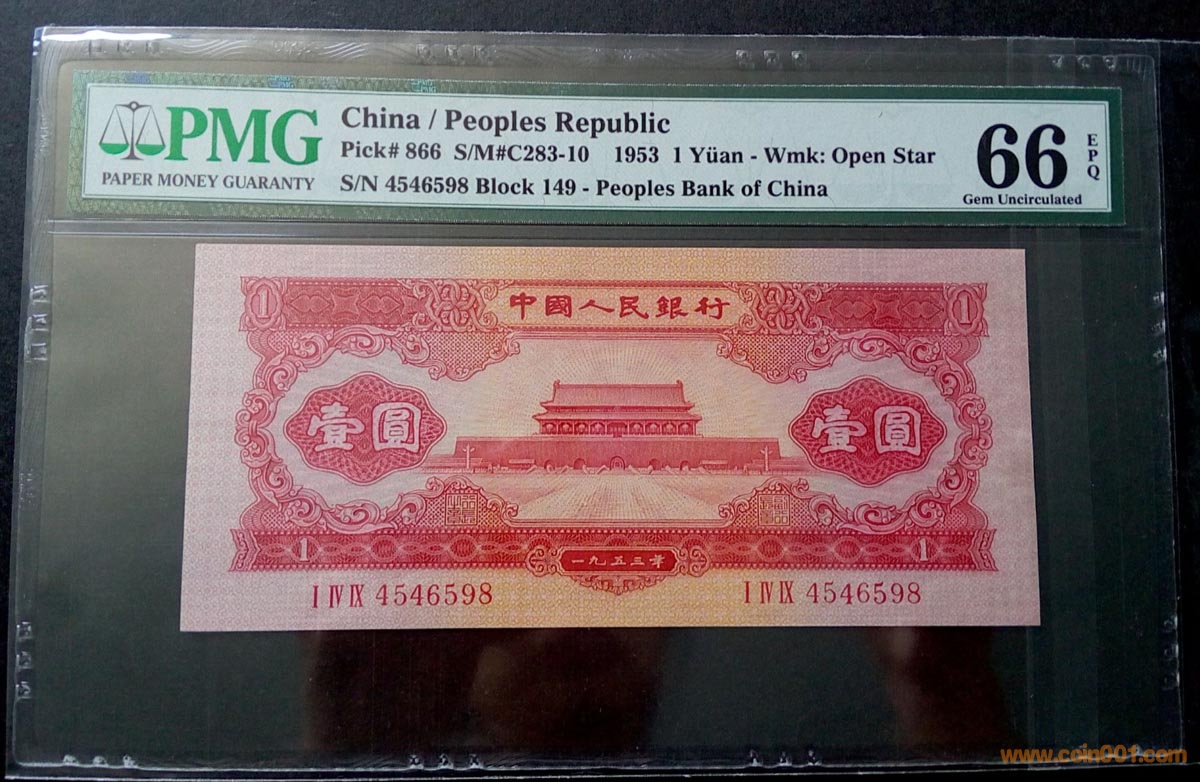 PMG
PAPER MONEY GUARANTY
China / Peoples Republic
Pick# 866 S/M#C283-10 1953 1 Yüan - Wmk: Open Star
S/N 4546598 Block 149 - Peoples Bank of China
66
EPQ
Gem Uncirculated
中國人民銀行
1
1
壹圓
壹圓
1
1
一九五三年
I IV IX 4546598
I IV IX 4546598
www.coin001.com